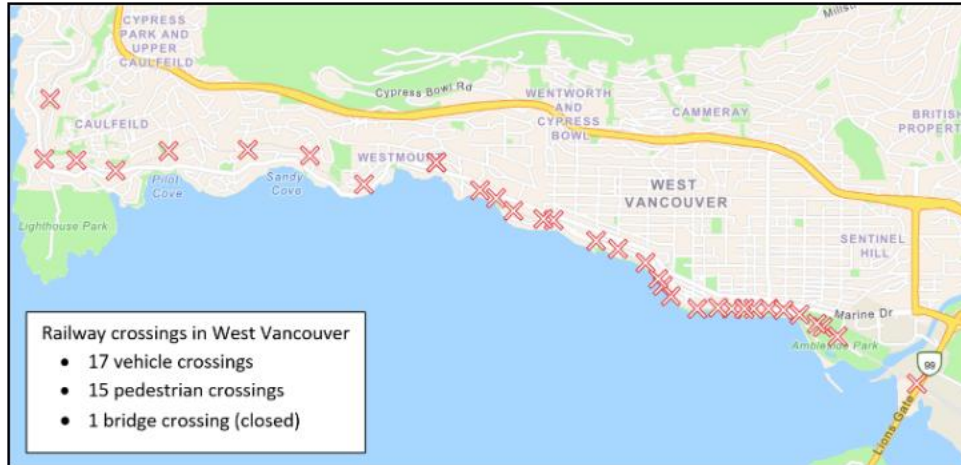 CYPRESS
PARK AND
UPPER
CAULFEILD
Cypress Bowl Rd
WENTWORTH
AND
CYPRESS
BOWL
CAMMERAY
BRITISH
CAULFEILD
WESTMOUN
Pilot
Cove
Sandy
Cove
WEST
VANCOUVER
Lighthouse Park
SENTINEL
HILL
Marine Dr
Ambleside Park
99
Lions Gate
Railway crossings in West Vancouver
• 17 vehicle crossings
• 15 pedestrian crossings
• 1 bridge crossing (closed)